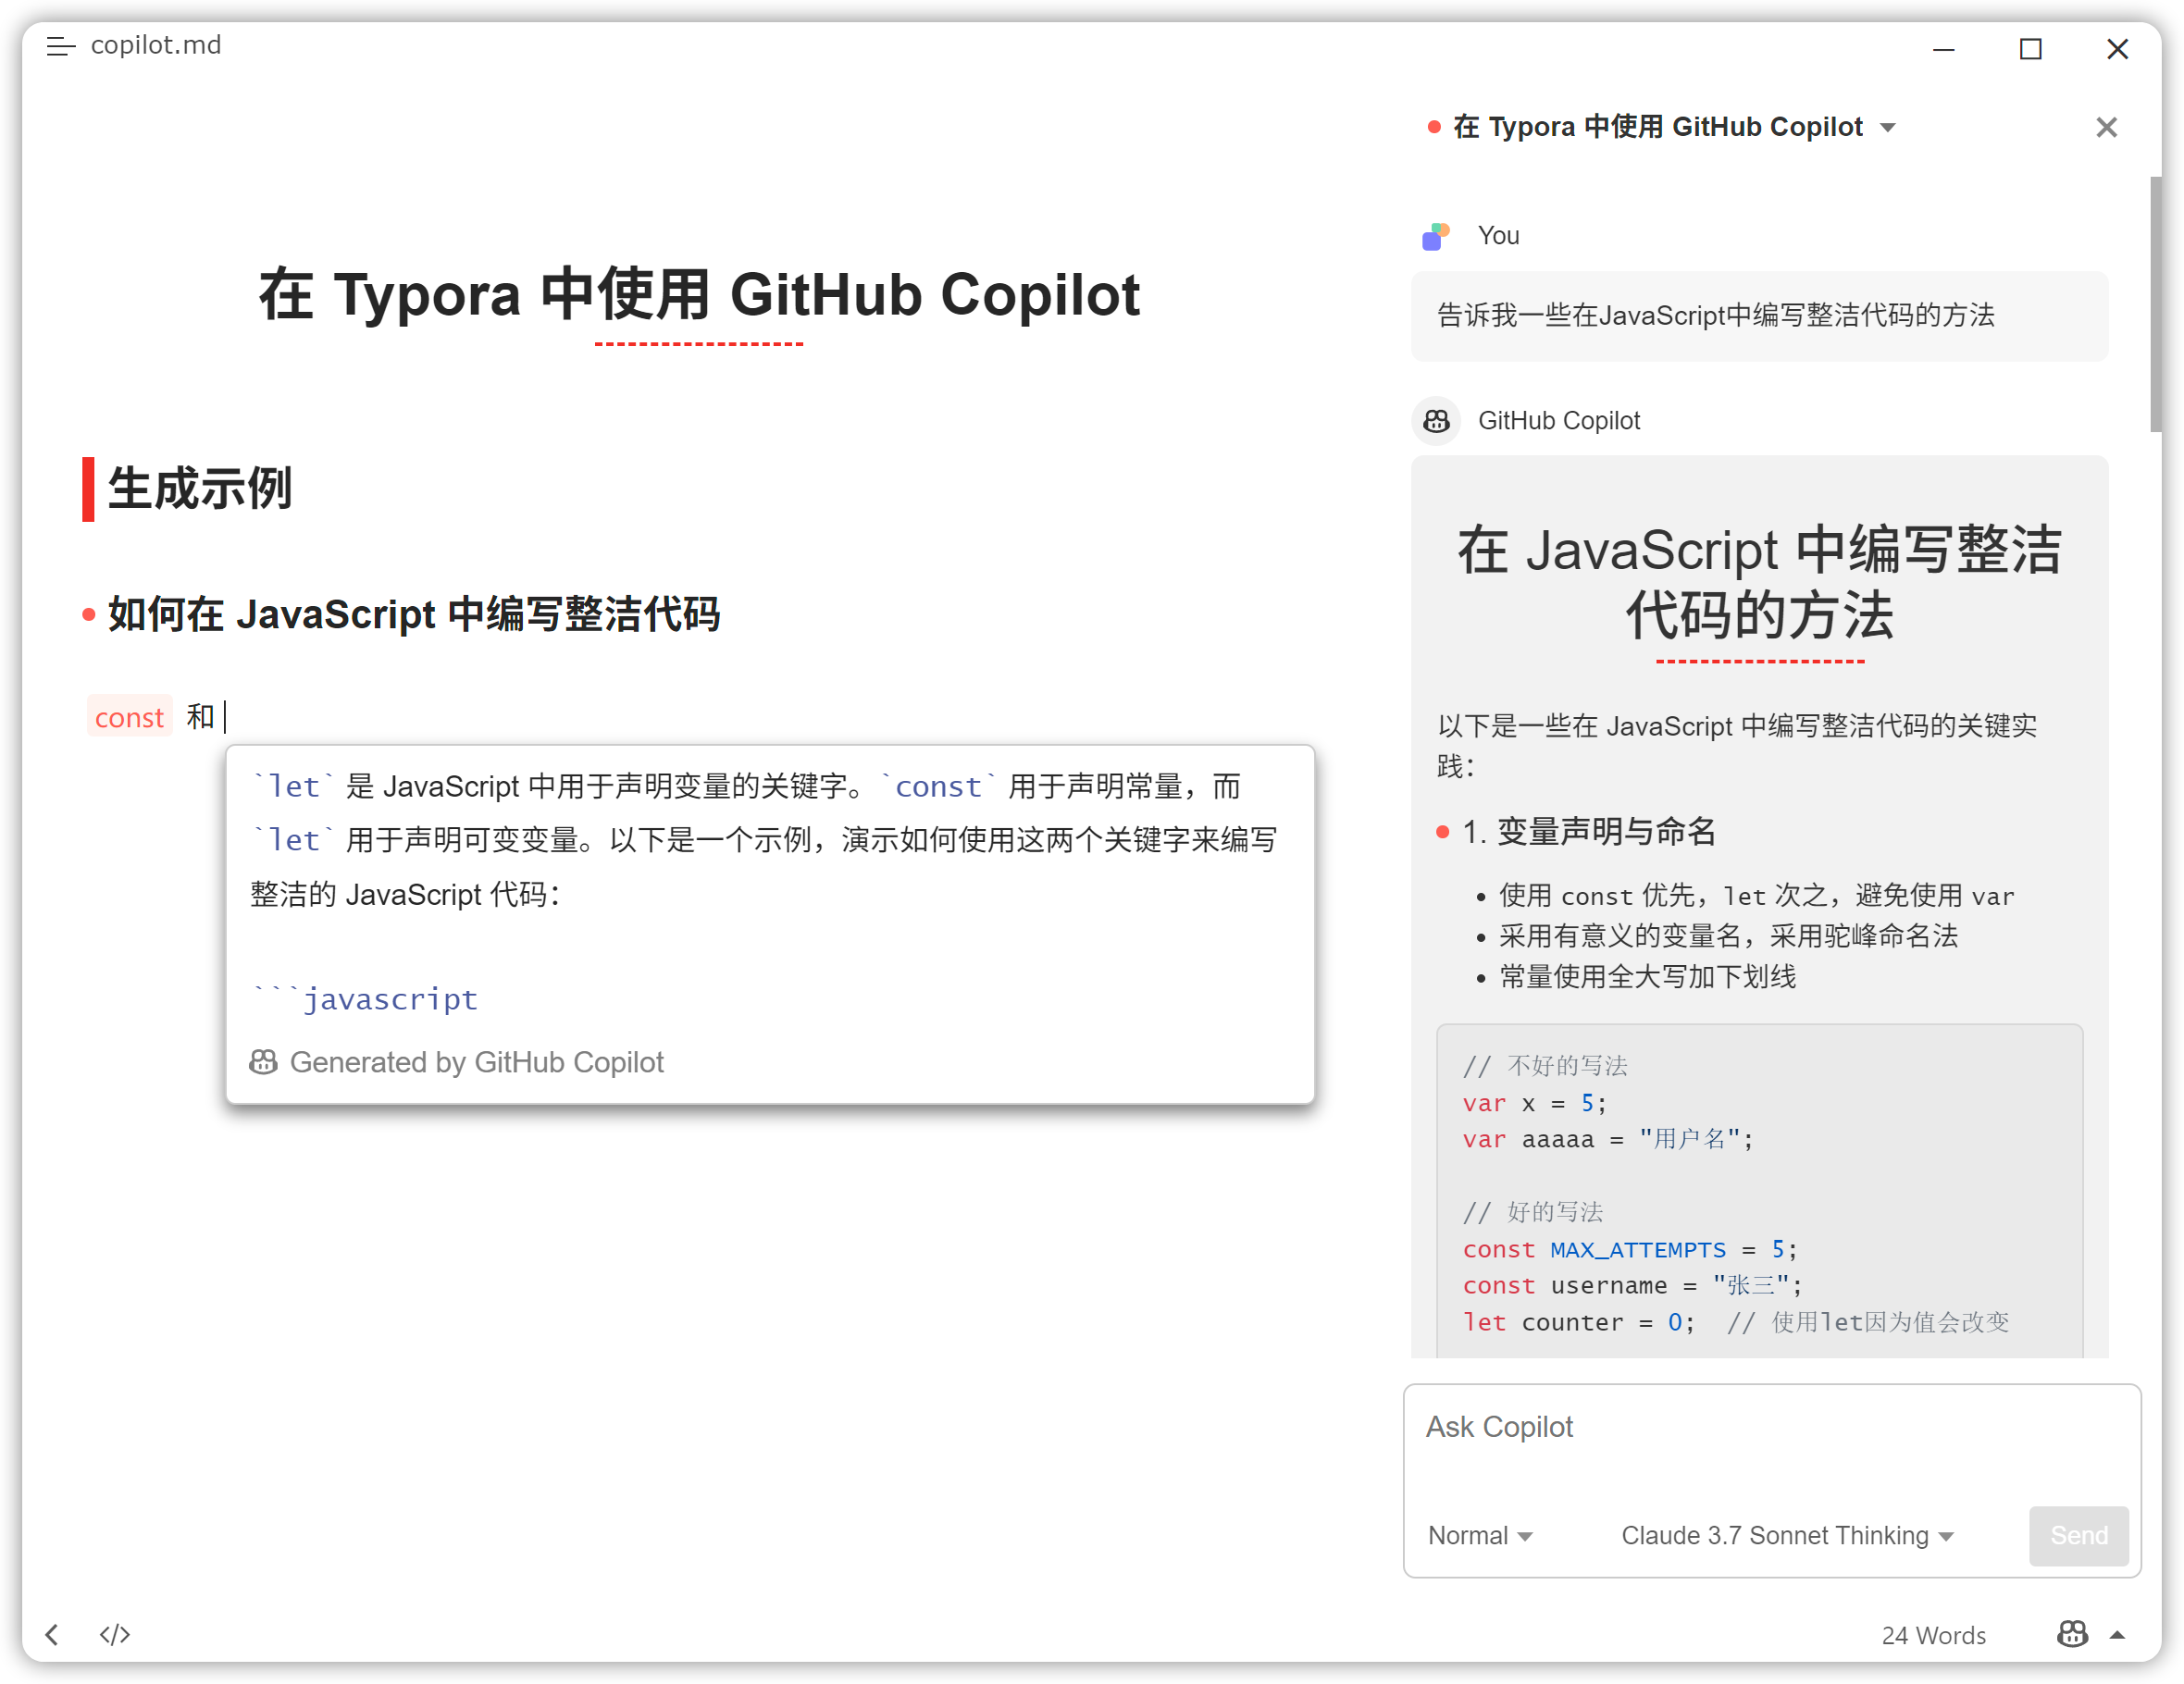 copilot.md
在 Typora 中使用 GitHub Copilot
生成示例
如何在 JavaScript 中编写整洁代码
const 和
`let` 是 JavaScript 中用于声明变量的关键字。`const` 用于声明常量，而
`let` 用于声明可变变量。以下是一个示例，演示如何使用这两个关键字来编写
整洁的 JavaScript 代码：
```javascript
Generated by GitHub Copilot
在 Typora 中使用 GitHub Copilot
You
告诉我一些在JavaScript中编写整洁代码的方法
GitHub Copilot
在 JavaScript 中编写整洁
代码的方法
以下是一些在 JavaScript 中编写整洁代码的关键实
践：
1. 变量声明与命名
使用 const 优先，let 次之，避免使用 var
采用有意义的变量名，采用驼峰命名法
常量使用全大写加下划线
// 不好的写法
var x = 5;
var aaaaa = "用户名";
// 好的写法
const MAX_ATTEMPTS = 5;
const username = "张三";
let counter = 0;  // 使用let因为值会改变
Ask Copilot
Normal
Claude 3.7 Sonnet Thinking
Send
</>
24 Words